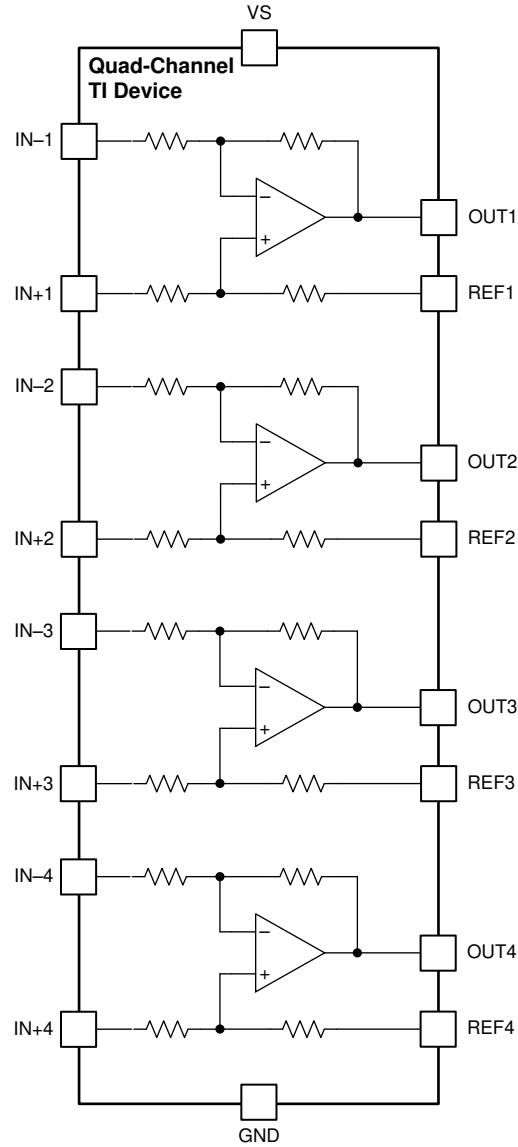 VS
Quad-Channel
TI Device
IN–1
−
+
OUT1
IN+1
REF1
IN–2
−
+
OUT2
IN+2
REF2
IN–3
−
+
OUT3
IN+3
REF3
IN–4
−
+
OUT4
IN+4
REF4
GND